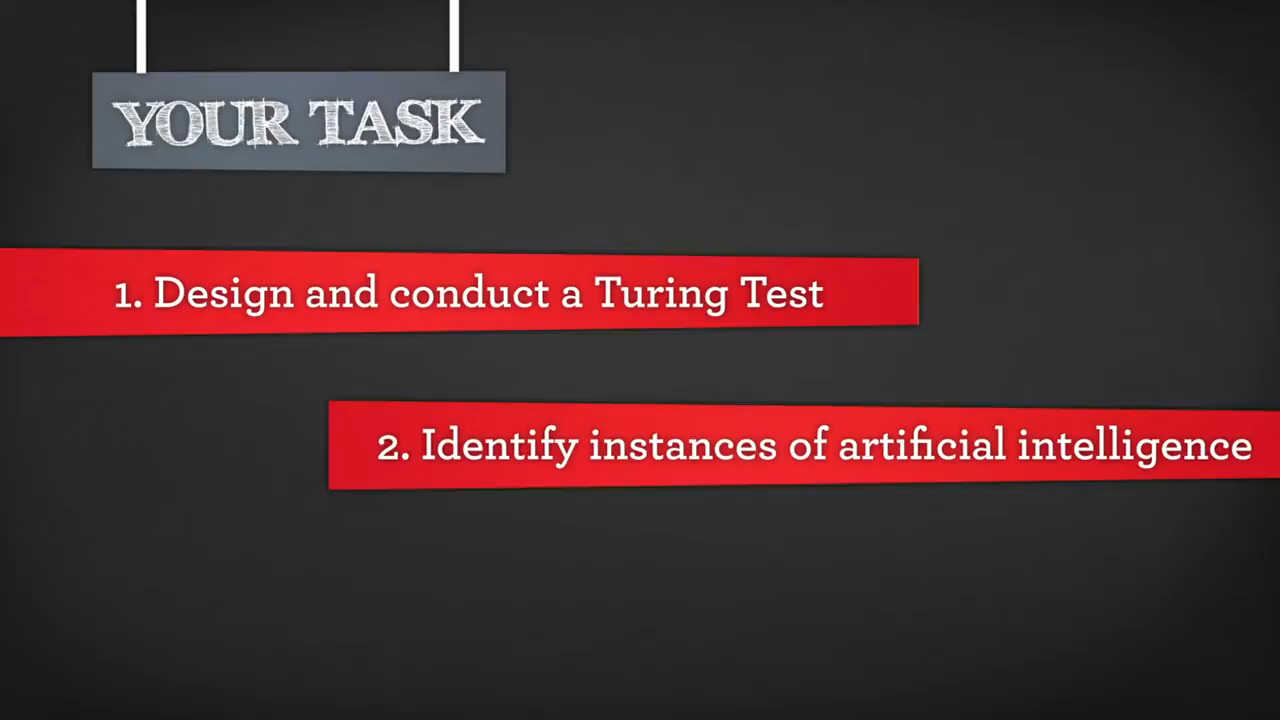 YOUR TASK
1. Design and conduct a Turing Test
2. Identify instances of artificial intelligence